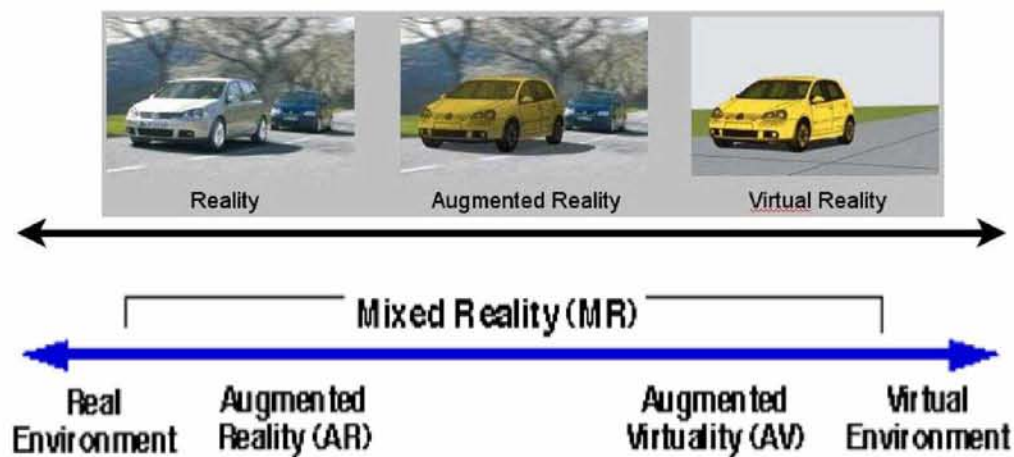 Reality
Augmented Reality
Virtual Reality
Mixed Reality (MR)
Real
Environment
Augmented
Reality (AR)
Augmented
Virtuality (AV)
Virtual
Environment